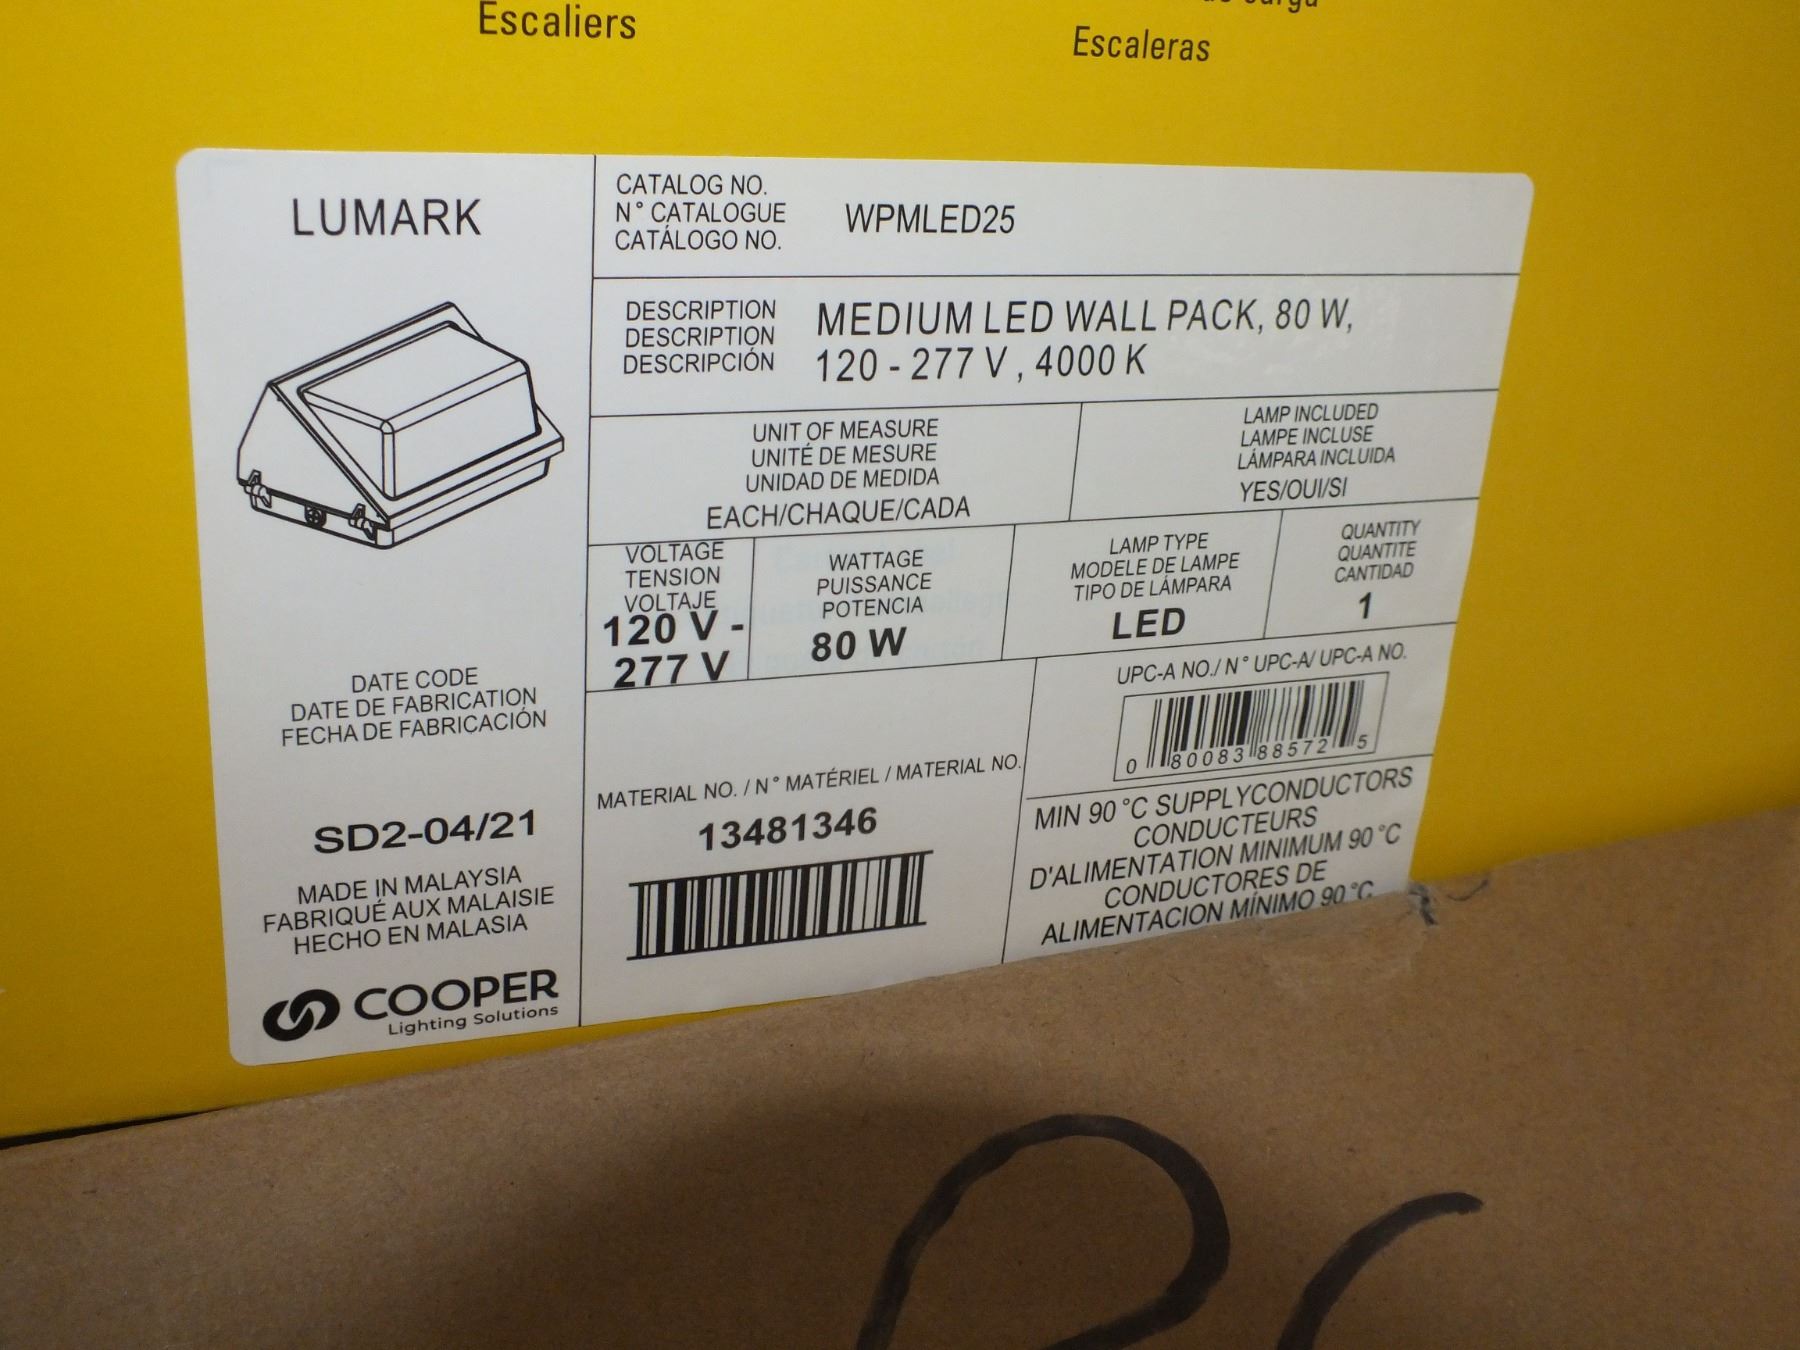 Escaliers
Escaleras
LUMARK
CATALOG NO.
N° CATALOGUE
CATÁLOGO NO.
WPMLED25
DESCRIPTION
DESCRIPTION
DESCRIPCIÓN
MEDIUM LED WALL PACK, 80 W,
120 - 277 V , 4000 K
UNIT OF MEASURE
UNITÉ DE MESURE
UNIDAD DE MEDIDA
EACH/CHAQUE/CADA
LAMP INCLUDED
LAMPE INCLUSE
LÁMPARA INCLUIDA
YES/OUI/SI
VOLTAGE
TENSION
VOLTAJE
120 V -
277 V
WATTAGE
PUISSANCE
POTENCIA
80 W
LAMP TYPE
MODELE DE LAMPE
TIPO DE LÁMPARA
LED
QUANTITY
QUANTITE
CANTIDAD
1
DATE CODE
DATE DE FABRICATION
FECHA DE FABRICACIÓN
SD2-04/21
MADE IN MALAYSIA
FABRIQUÉ AUX MALAISIE
HECHO EN MALASIA
COOPER
Lighting Solutions
MATERIAL NO. / N° MATÉRIEL / MATERIAL NO.
13481346
UPC-A NO./ N° UPC-A/ UPC-A NO.
0 80083 88572 5
MIN 90 °C SUPPLYCONDUCTORS
CONDUCTEURS
D'ALIMENTATION MINIMUM 90 °C
CONDUCTORES DE
ALIMENTACION MÍNIMO 90 °C